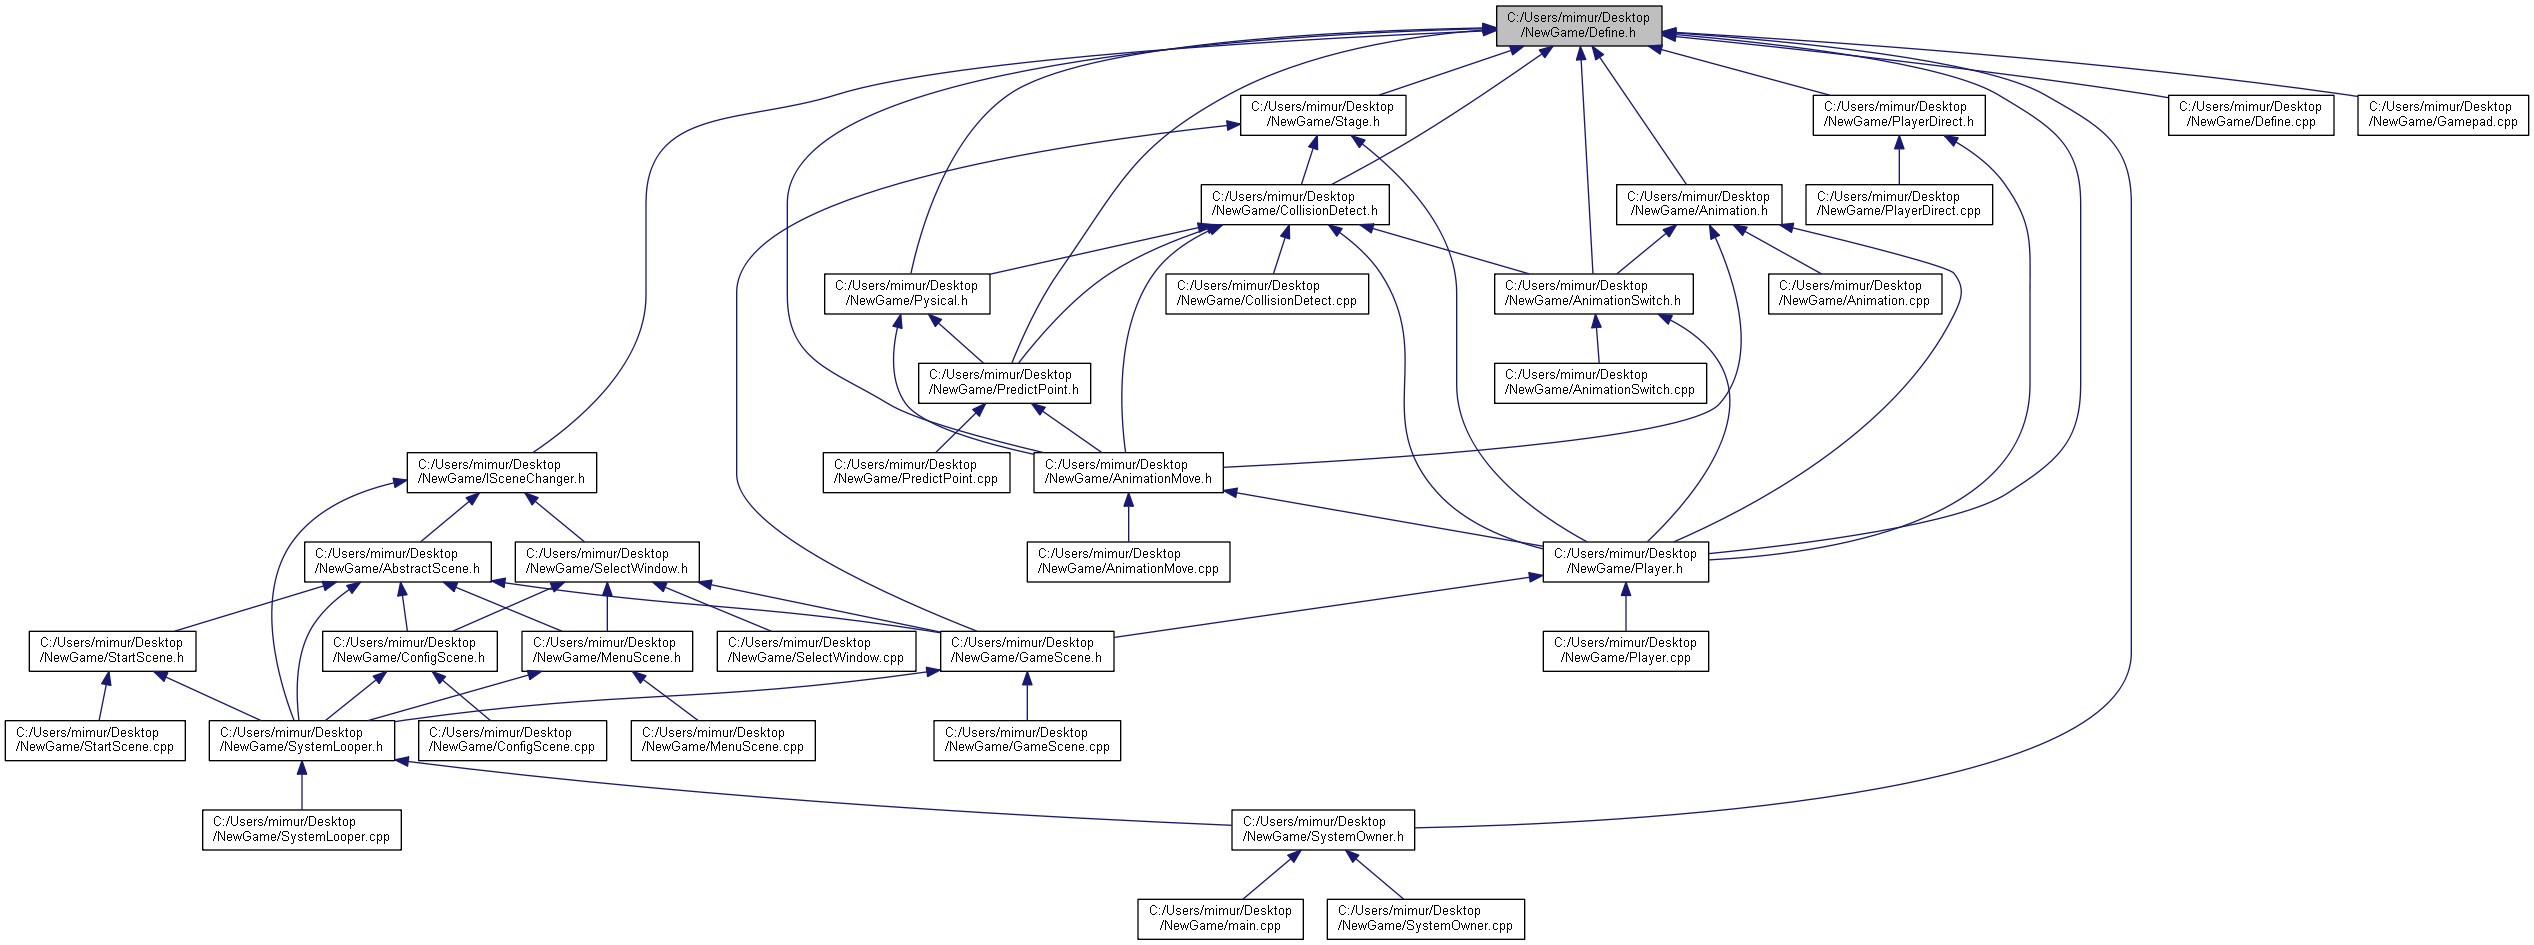 C:/Users/mimur/Desktop
/NewGame/Define.h
C:/Users/mimur/Desktop
/NewGame/Stage.h
C:/Users/mimur/Desktop
/NewGame/PlayerDirect.h
C:/Users/mimur/Desktop
/NewGame/Define.cpp
C:/Users/mimur/Desktop
/NewGame/Gamepad.cpp
C:/Users/mimur/Desktop
/NewGame/CollisionDetect.h
C:/Users/mimur/Desktop
/NewGame/Animation.h
C:/Users/mimur/Desktop
/NewGame/PlayerDirect.cpp
C:/Users/mimur/Desktop
/NewGame/Pysical.h
C:/Users/mimur/Desktop
/NewGame/CollisionDetect.cpp
C:/Users/mimur/Desktop
/NewGame/AnimationSwitch.h
C:/Users/mimur/Desktop
/NewGame/Animation.cpp
C:/Users/mimur/Desktop
/NewGame/PredictPoint.h
C:/Users/mimur/Desktop
/NewGame/AnimationSwitch.cpp
C:/Users/mimur/Desktop
/NewGame/ISceneChanger.h
C:/Users/mimur/Desktop
/NewGame/PredictPoint.cpp
C:/Users/mimur/Desktop
/NewGame/AnimationMove.h
C:/Users/mimur/Desktop
/NewGame/AbstractScene.h
C:/Users/mimur/Desktop
/NewGame/SelectWindow.h
C:/Users/mimur/Desktop
/NewGame/AnimationMove.cpp
C:/Users/mimur/Desktop
/NewGame/Player.h
C:/Users/mimur/Desktop
/NewGame/StartScene.h
C:/Users/mimur/Desktop
/NewGame/ConfigScene.h
C:/Users/mimur/Desktop
/NewGame/MenuScene.h
C:/Users/mimur/Desktop
/NewGame/SelectWindow.cpp
C:/Users/mimur/Desktop
/NewGame/GameScene.h
C:/Users/mimur/Desktop
/NewGame/Player.cpp
C:/Users/mimur/Desktop
/NewGame/StartScene.cpp
C:/Users/mimur/Desktop
/NewGame/SystemLooper.h
C:/Users/mimur/Desktop
/NewGame/ConfigScene.cpp
C:/Users/mimur/Desktop
/NewGame/MenuScene.cpp
C:/Users/mimur/Desktop
/NewGame/GameScene.cpp
C:/Users/mimur/Desktop
/NewGame/SystemLooper.cpp
C:/Users/mimur/Desktop
/NewGame/SystemOwner.h
C:/Users/mimur/Desktop
/NewGame/main.cpp
C:/Users/mimur/Desktop
/NewGame/SystemOwner.cpp